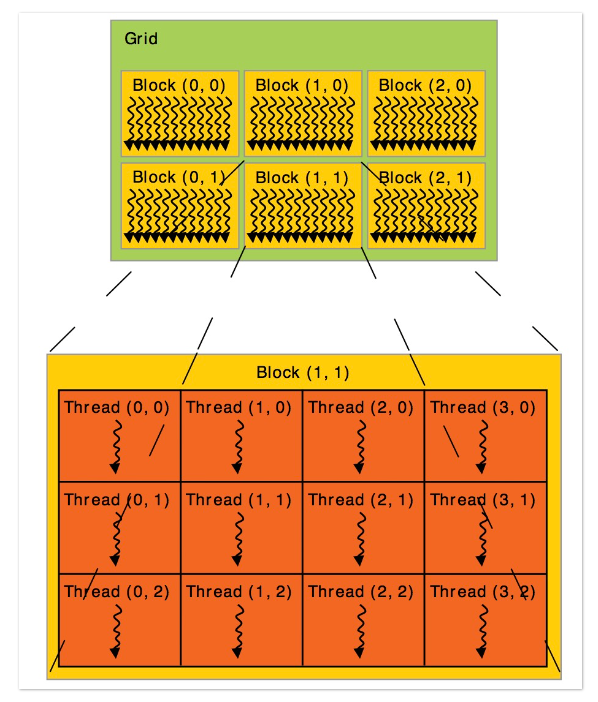 Grid
Block (0, 0) Block (1, 0) Block (2, 0)
Block (0, 1) Block (1, 1) Block (2, 1)
Block (1, 1)
Thread (0, 0) Thread (1, 0) Thread (2, 0) Thread (3, 0)
Thread (0, 1) Thread (1, 1) Thread (2, 1) Thread (3, 1)
Thread (0, 2) Thread (1, 2) Thread (2, 2) Thread (3, 2)